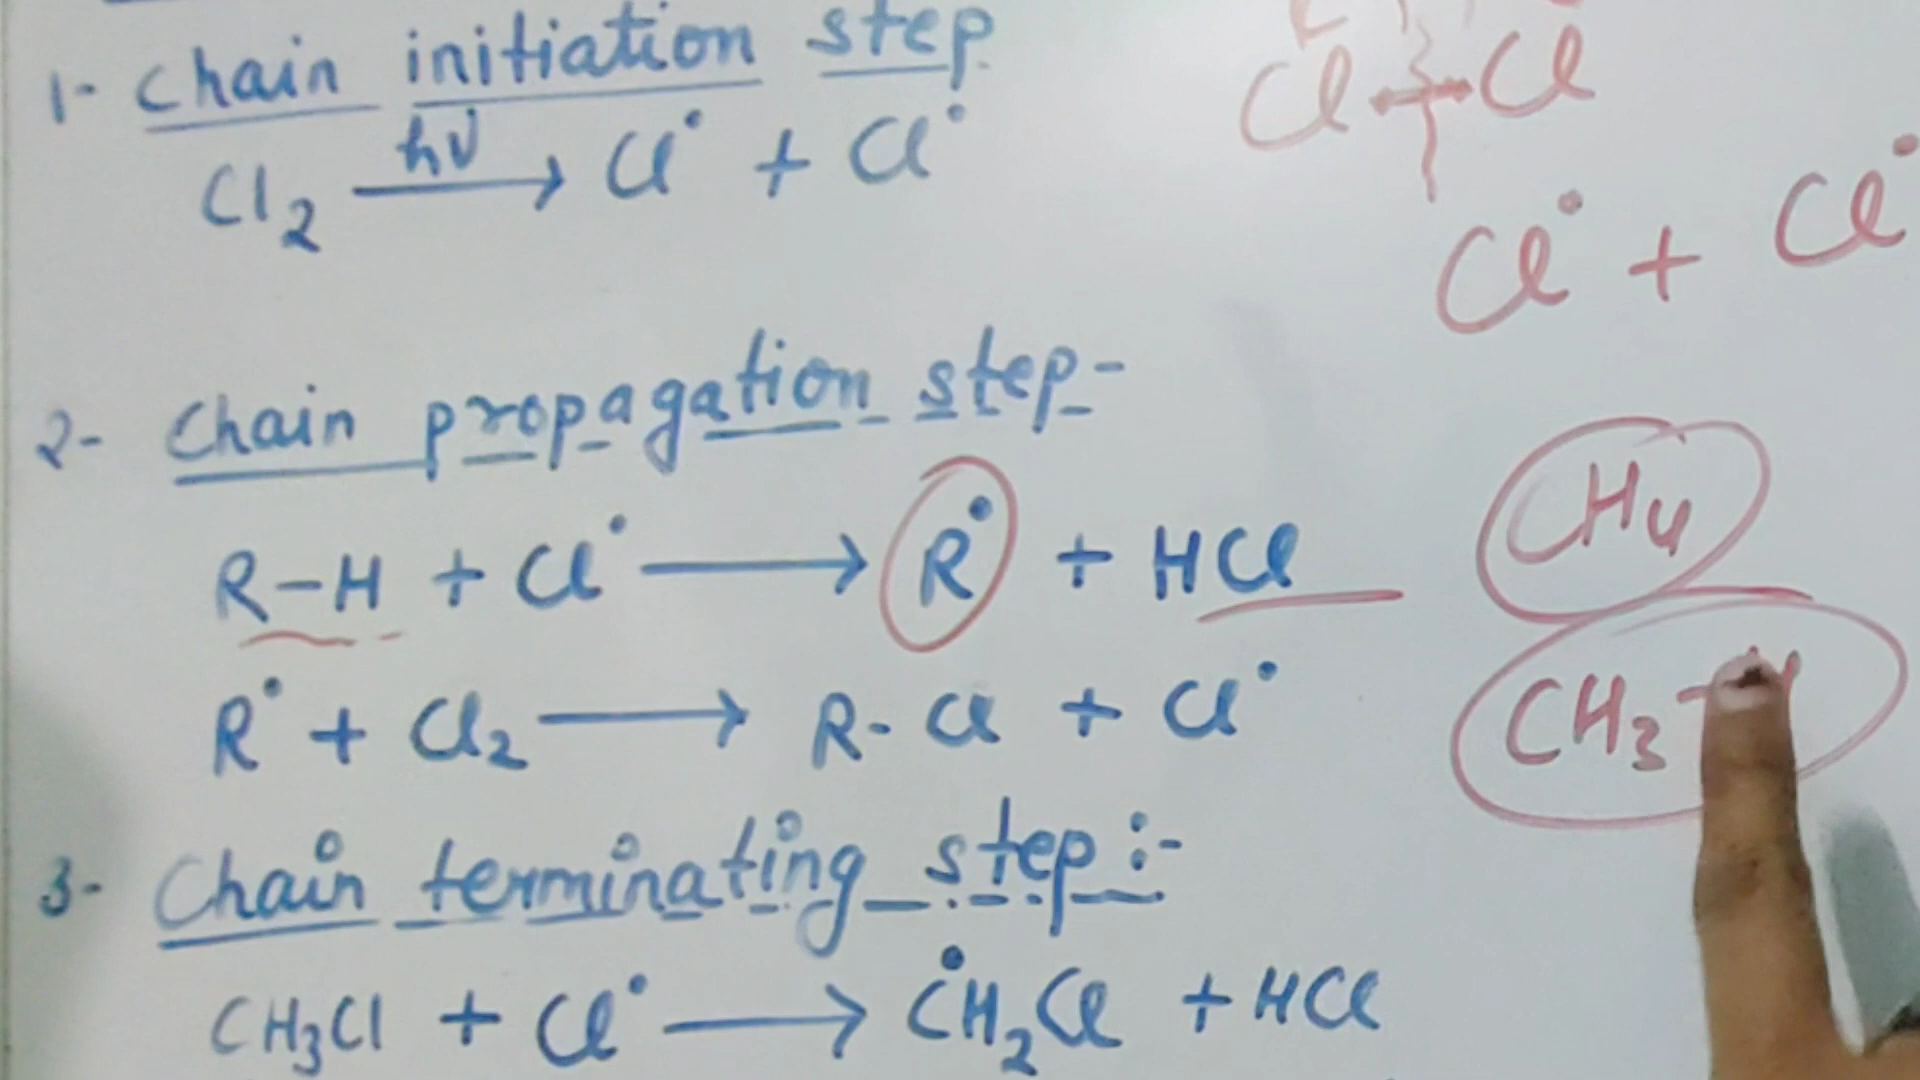 1- Chain initiation step
Cl₂ —hν→ Cl• + Cl•
Cl - Cl
Cl• + Cl•
2- Chain propagation step-
R-H + Cl• → R• + HCl
R• + Cl₂ → R-Cl + Cl•
CH₄
CH₃-
3- Chain terminating step:-
CH₃Cl + Cl• → •CH₂Cl + HCl